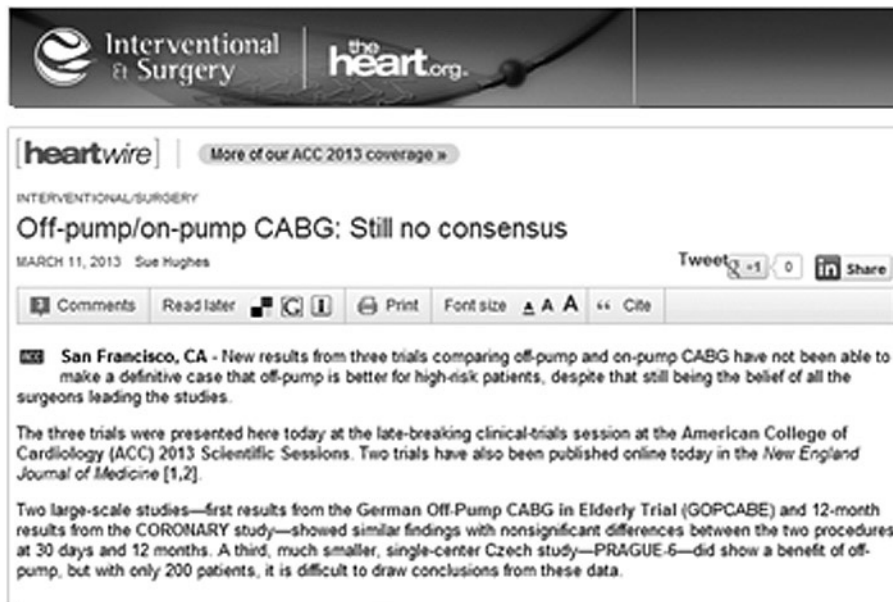 Interventional
& Surgery
the
heart.org
[heartwire]
More of our ACC 2013 coverage »
INTERVENTIONAL/SURGERY
Off-pump/on-pump CABG: Still no consensus
MARCH 11, 2013 Sue Hughes
Tweet +1 0 in Share
Comments Read later Print Font size A A A “ Cite
ACC San Francisco, CA - New results from three trials comparing off-pump and on-pump CABG have not been able to
make a definitive case that off-pump is better for high-risk patients, despite that still being the belief of all the
surgeons leading the studies.
The three trials were presented here today at the late-breaking clinical-trials session at the American College of
Cardiology (ACC) 2013 Scientific Sessions. Two trials have also been published online today in the New England
Journal of Medicine [1,2].
Two large-scale studies—first results from the German Off-Pump CABG in Elderly Trial (GOPCABE) and 12-month
results from the CORONARY study—showed similar findings with nonsignificant differences between the two procedures
at 30 days and 12 months. A third, much smaller, single-center Czech study—PRAGUE-6—did show a benefit of off-
pump, but with only 200 patients, it is difficult to draw conclusions from these data.